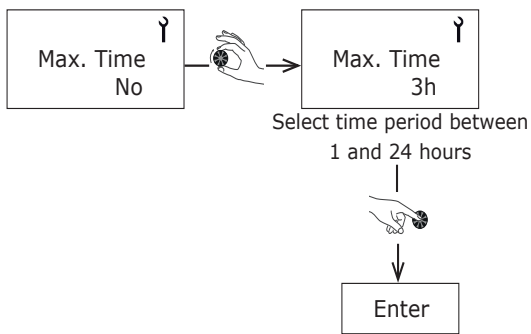 Max. Time
No
Max. Time
3h
Select time period between
1 and 24 hours
Enter